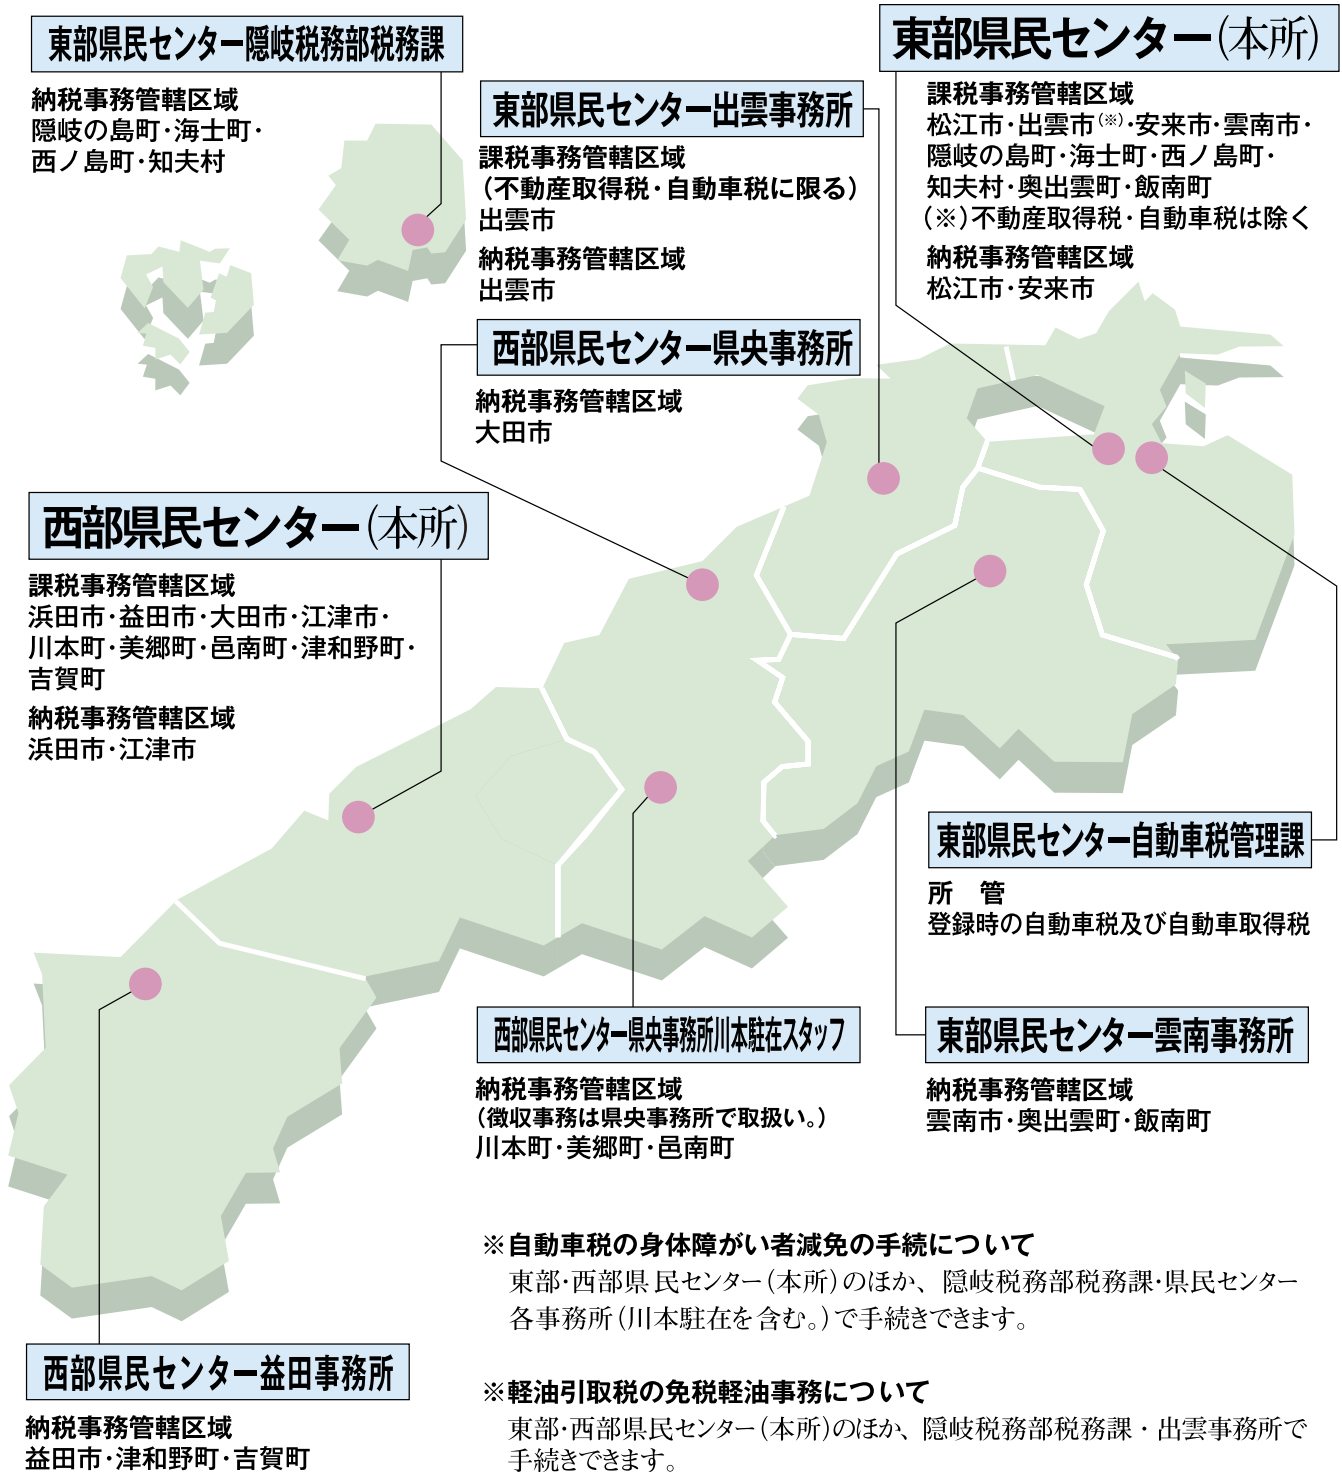 東部県民センター隠岐税務部税務課
納税事務管轄区域
隠岐の島町・海士町・
西ノ島町・知夫村
東部県民センター出雲事務所
課税事務管轄区域
（不動産取得税・自動車税に限る）
出雲市
納税事務管轄区域
出雲市
東部県民センター（本所）
課税事務管轄区域
松江市・出雲市(※)・安来市・雲南市・
隠岐の島町・海士町・西ノ島町・
知夫村・奥出雲町・飯南町
（※）不動産取得税・自動車税は除く
納税事務管轄区域
松江市・安来市
西部県民センター県央事務所
納税事務管轄区域
大田市
西部県民センター（本所）
課税事務管轄区域
浜田市・益田市・大田市・江津市・
川本町・美郷町・邑南町・津和野町・
吉賀町
納税事務管轄区域
浜田市・江津市
東部県民センター自動車税管理課
所　管
登録時の自動車税及び自動車取得税
西部県民センター県央事務所川本駐在スタッフ
納税事務管轄区域
（徴収事務は県央事務所で取扱い。）
川本町・美郷町・邑南町
東部県民センター雲南事務所
納税事務管轄区域
雲南市・奥出雲町・飯南町
西部県民センター益田事務所
納税事務管轄区域
益田市・津和野町・吉賀町
※自動車税の身体障がい者減免の手続について
東部・西部県民センター（本所）のほか、隠岐税務部税務課・県民センター
各事務所（川本駐在を含む。）で手続きできます。
※軽油引取税の免税軽油事務について
東部・西部県民センター（本所）のほか、隠岐税務部税務課・出雲事務所で
手続きできます。